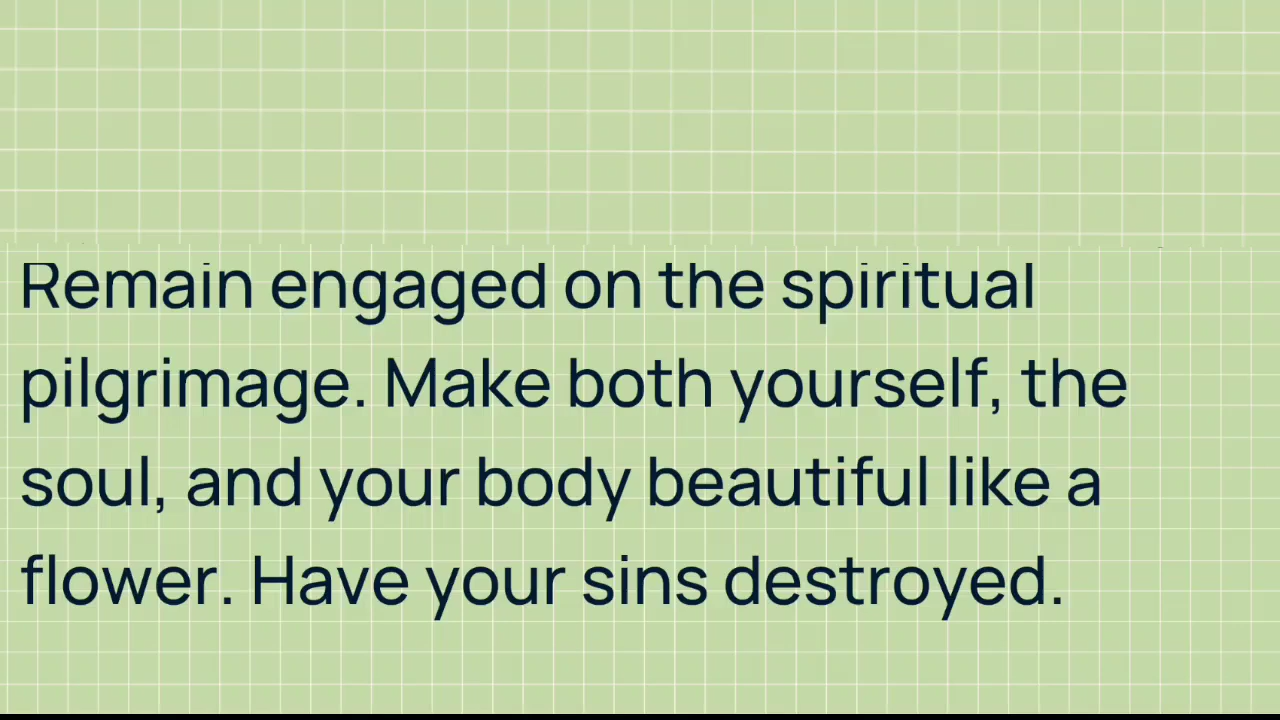 Remain engaged on the spiritual
pilgrimage. Make both yourself, the
soul, and your body beautiful like a
flower. Have your sins destroyed.